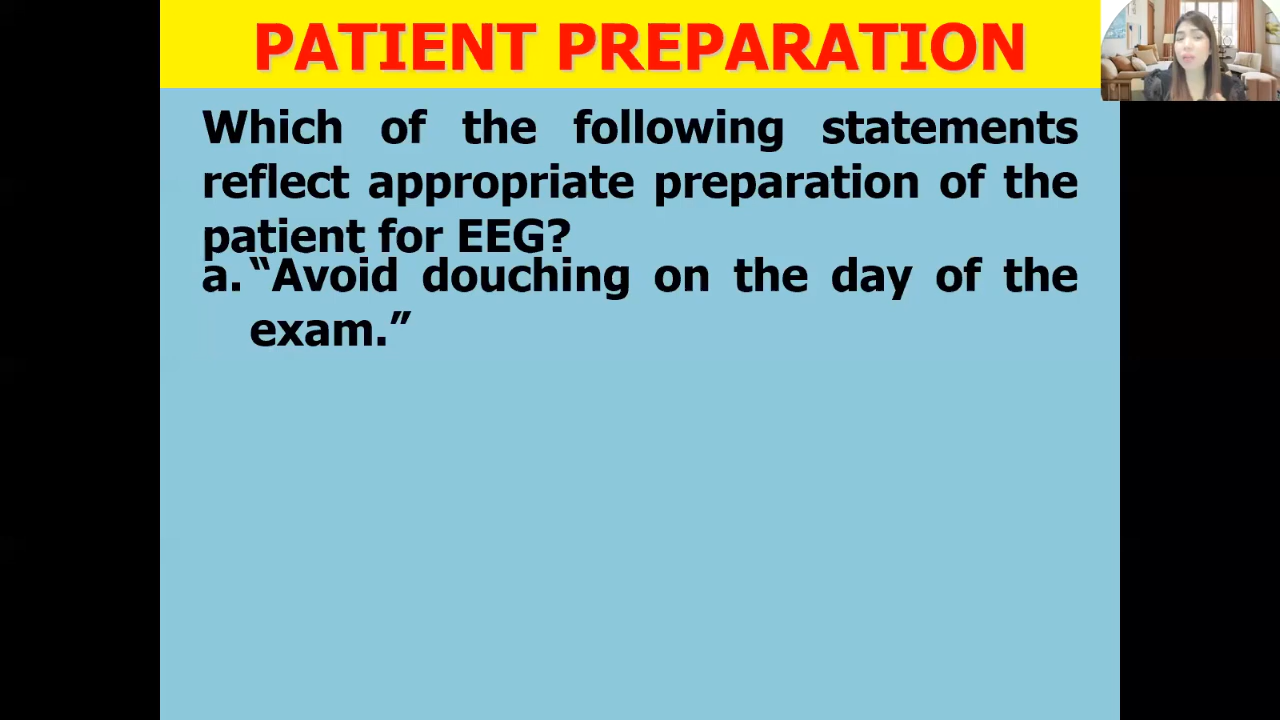 PATIENT PREPARATION
Which of the following statements
reflect appropriate preparation of the
patient for EEG?
a. “Avoid douching on the day of the
exam.”